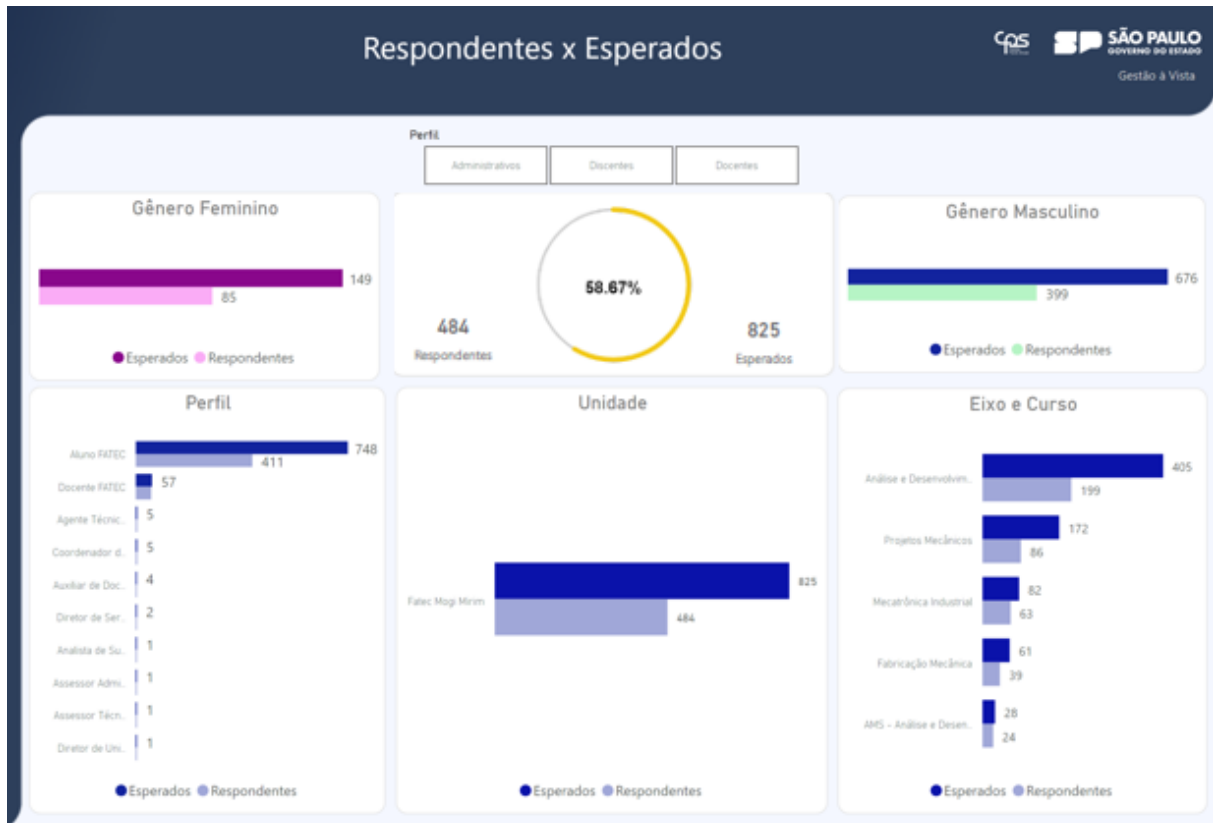 Respondentes x Esperados
cps
SÃO PAULO
GOVERNO DO ESTADO
Gestão à Vista
Perfil
Administrativos
Discentes
Docentes
Gênero Feminino
149
85
Esperados Respondentes
58.67%
484
Respondentes
825
Esperados
Gênero Masculino
676
399
Esperados Respondentes
Perfil
Aluno FATEC
748
411
Docente FATEC
57
Agente Técnic..
5
Coordenador d..
5
Auxiliar de Doc..
4
Diretor de Ser..
2
Analista de Su..
1
Assessor Admi..
1
Assessor Técn..
1
Diretor de Uni..
1
Esperados Respondentes
Unidade
Fatec Mogi Mirim
825
484
Esperados Respondentes
Eixo e Curso
Análise e Desenvolvim..
405
199
Projetos Mecânicos
172
86
Mecatrônica Industrial
82
63
Fabricação Mecânica
61
39
AMS – Análise e Desen..
28
24
Esperados Respondentes